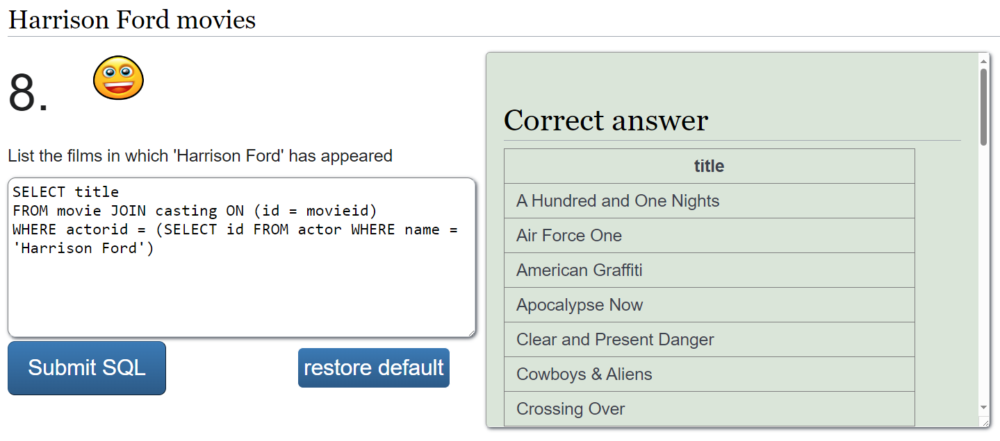 Harrison Ford movies
8.
List the films in which 'Harrison Ford' has appeared
SELECT title
FROM movie JOIN casting ON (id = movieid)
WHERE actorid = (SELECT id FROM actor WHERE name =
'Harrison Ford')
Submit SQL
restore default
Correct answer
title
A Hundred and One Nights
Air Force One
American Graffiti
Apocalypse Now
Clear and Present Danger
Cowboys & Aliens
Crossing Over